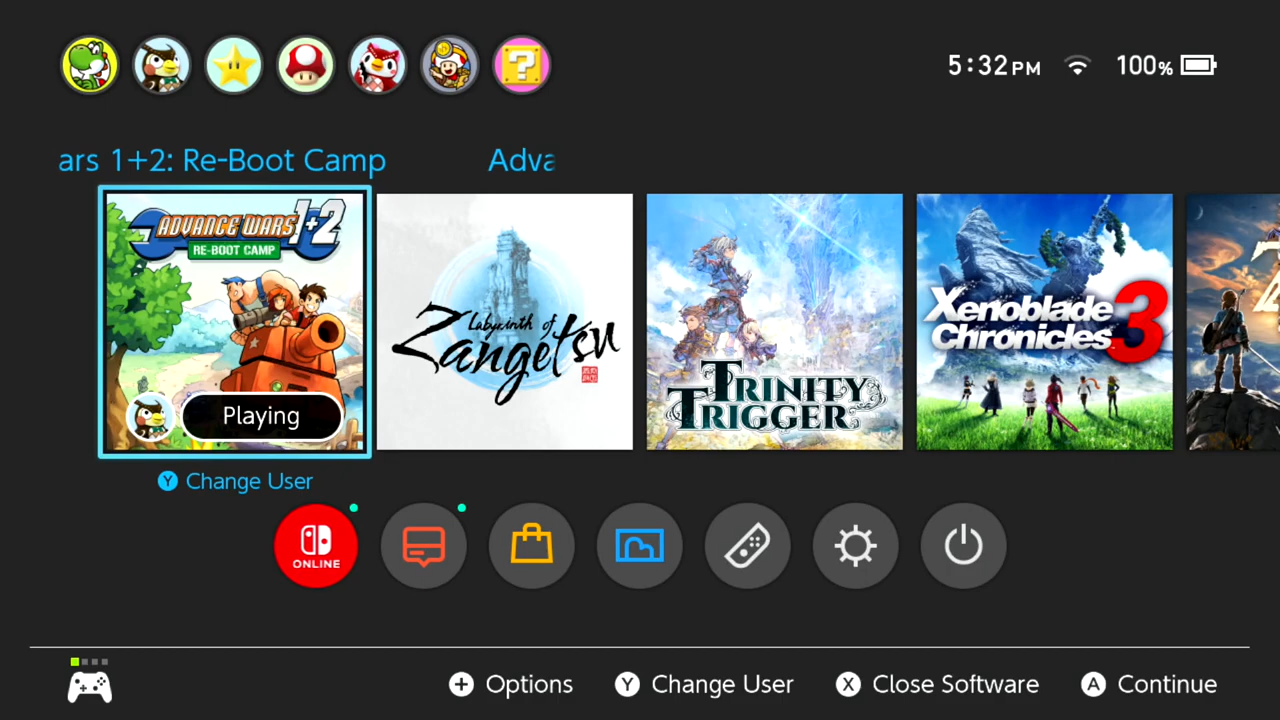 5:32PM 100%
ars 1+2: Re-Boot Camp Adva
ADVANCE WARS 1+2
RE-BOOT CAMP
Playing
Labyrinth of
Zangetsu
TRINITY
TRIGGER
Xenoblade
Chronicles 3
Y Change User
ONLINE
+ Options Y Change User X Close Software A Continue